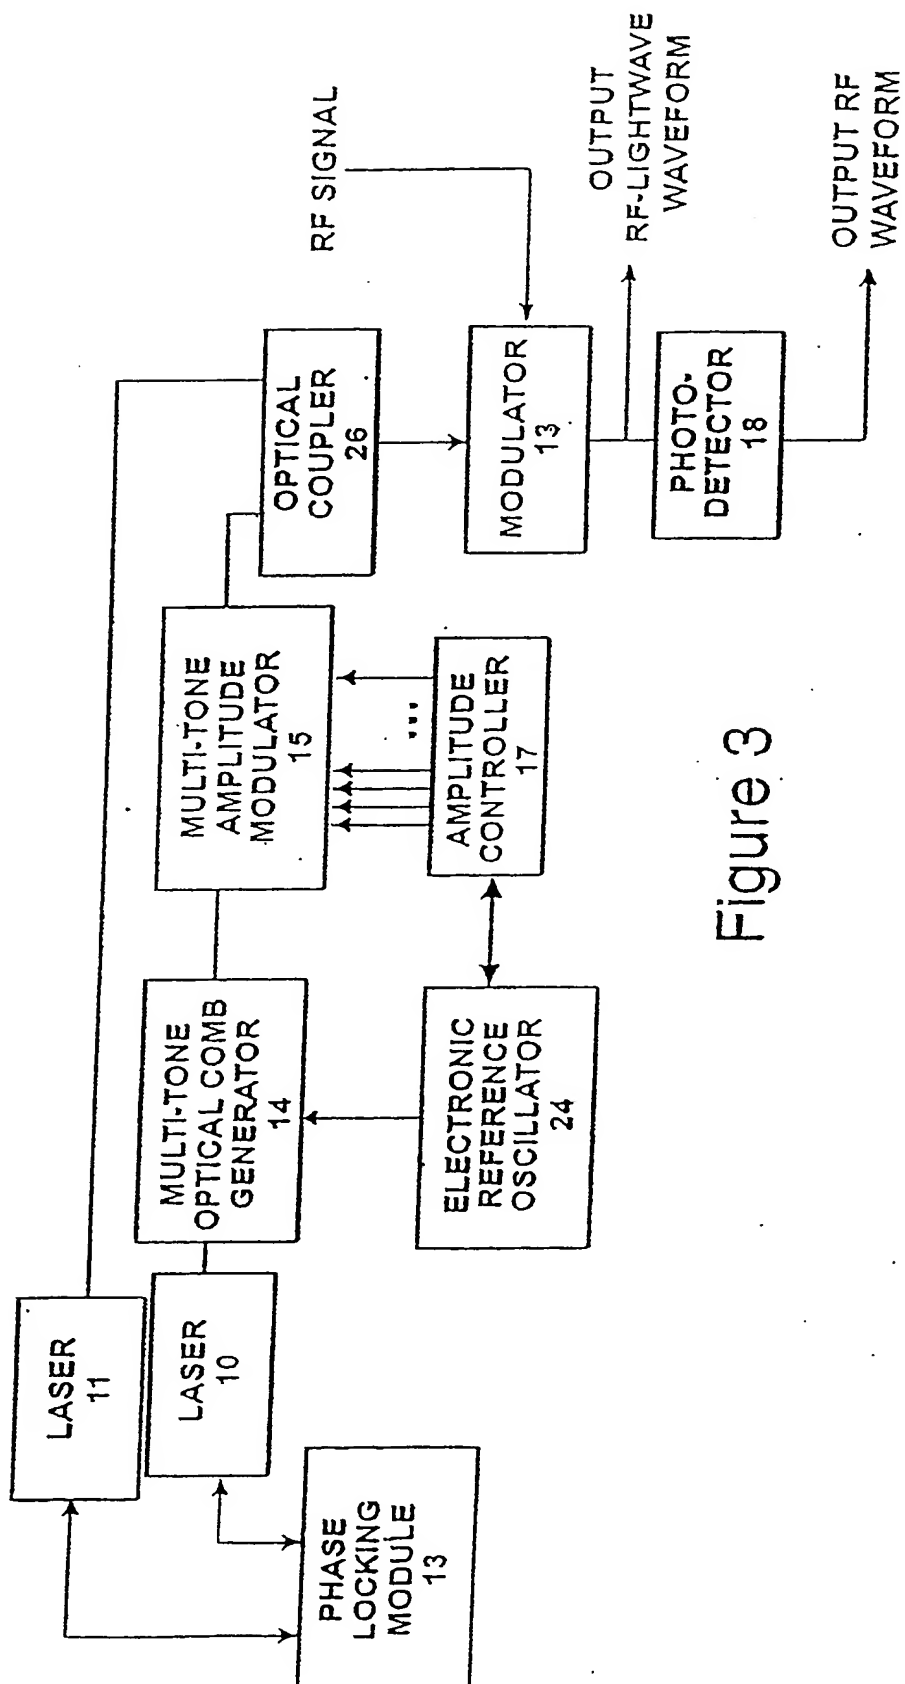 LASER
11
LASER
10
PHASE
LOCKING
MODULE
13
MULTI-TONE
OPTICAL COMB
GENERATOR
14
ELECTRONIC
REFERENCE
OSCILLATOR
24
MULTI-TONE
AMPLITUDE
MODULATOR
15
...
AMPLITUDE
CONTROLLER
17
OPTICAL
COUPLER
26
RF SIGNAL
MODULATOR
13
OUTPUT
RF-LIGHTWAVE
WAVEFORM
PHOTO-
DETECTOR
18
OUTPUT RF
WAVEFORM
Figure 3